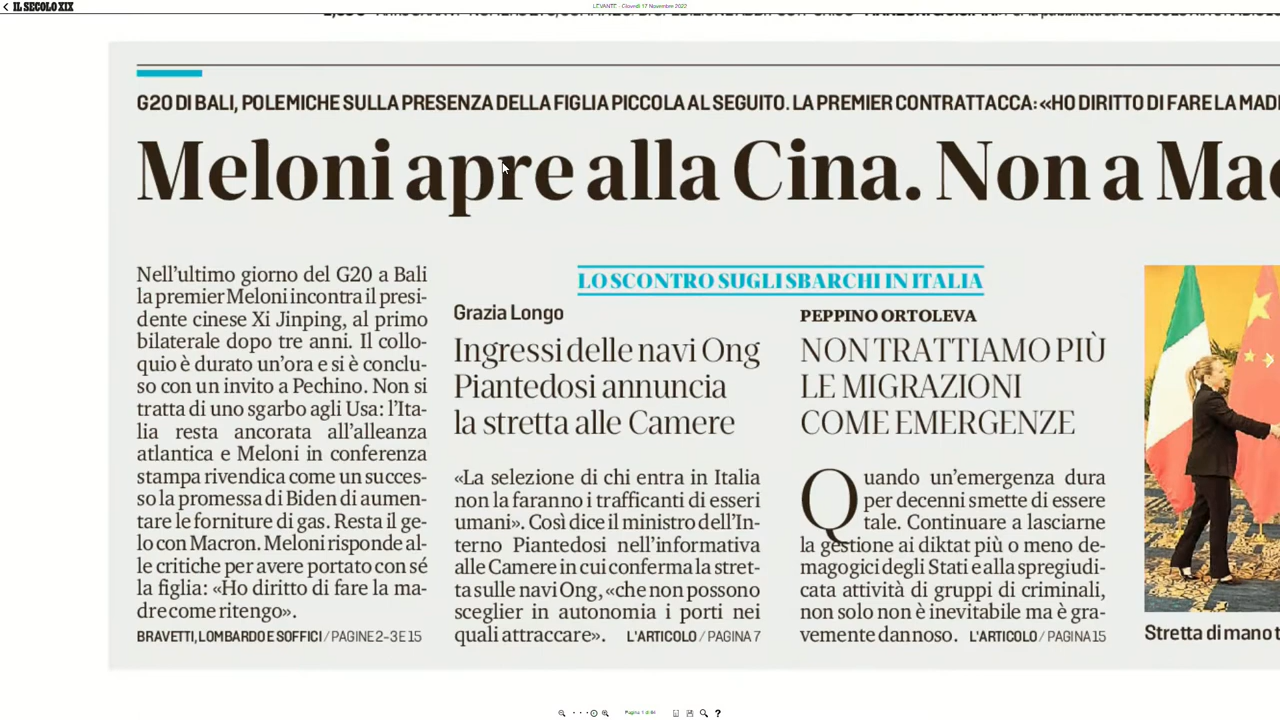 IL SECOLO XIX
LEVANTE - Giovedì 17 Novembre 2022
G20 DI BALI, POLEMICHE SULLA PRESENZA DELLA FIGLIA PICCOLA AL SEGUITO. LA PREMIER CONTRATTACCA: «HO DIRITTO DI FARE LA MAD
Meloni apre alla Cina. Non a Mac
Nell'ultimo giorno del G20 a Bali
la premier Meloni incontra il presi-
dente cinese Xi Jinping, al primo
bilaterale dopo tre anni. Il collo-
quio è durato un'ora e si è conclu-
so con un invito a Pechino. Non si
tratta di uno sgarbo agli Usa: l'Ita-
lia resta ancorata all'alleanza
atlantica e Meloni in conferenza
stampa rivendica come un succes-
so la promessa di Biden di aumen-
tare le forniture di gas. Resta il ge-
lo con Macron. Meloni risponde al-
le critiche per avere portato con sé
la figlia: «Ho diritto di fare la ma-
dre come ritengo».
BRAVETTI, LOMBARDO E SOFFICI / PAGINE 2-3 E 15
LO SCONTRO SUGLI SBARCHI IN ITALIA
Grazia Longo
Ingressi delle navi Ong
Piantedosi annuncia
la stretta alle Camere
«La selezione di chi entra in Italia
non la faranno i trafficanti di esseri
umani». Così dice il ministro dell'In-
terno Piantedosi nell'informativa
alle Camere in cui conferma la stret-
ta sulle navi Ong, «che non possono
sceglier in autonomia i porti nei
quali attraccare». L'ARTICOLO / PAGINA 7
PEPPINO ORTOLEVA
NON TRATTIAMO PIÙ
LE MIGRAZIONI
COME EMERGENZE
Quando un'emergenza dura
per decenni smette di essere
tale. Continuare a lasciarne
la gestione ai diktat più o meno de-
magogici degli Stati e alla spregiudi-
cata attività di gruppi di criminali,
non solo non è inevitabile ma è gra-
vemente dannoso. L'ARTICOLO / PAGINA 15
Stretta di mano t